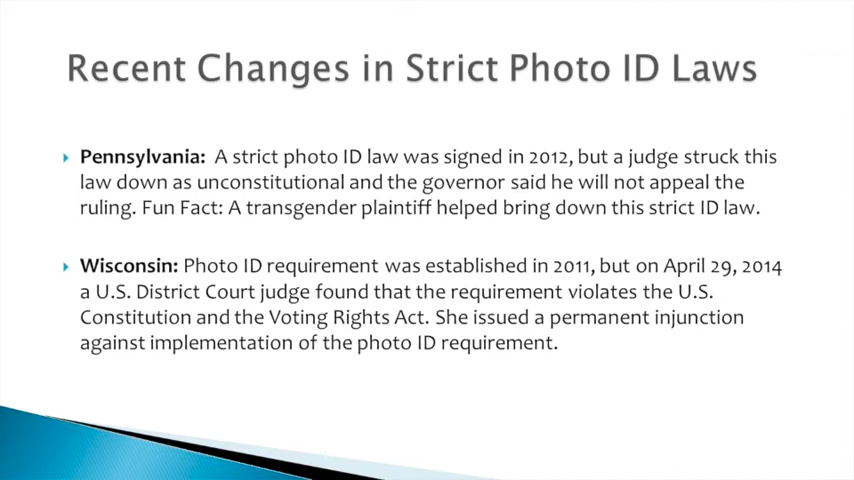 Recent Changes in Strict Photo ID Laws
Pennsylvania: A strict photo ID law was signed in 2012, but a judge struck this
law down as unconstitutional and the governor said he will not appeal the
ruling. Fun Fact: A transgender plaintiff helped bring down this strict ID law.
Wisconsin: Photo ID requirement was established in 2011, but on April 29, 2014
a U.S. District Court judge found that the requirement violates the U.S.
Constitution and the Voting Rights Act. She issued a permanent injunction
against implementation of the photo ID requirement.